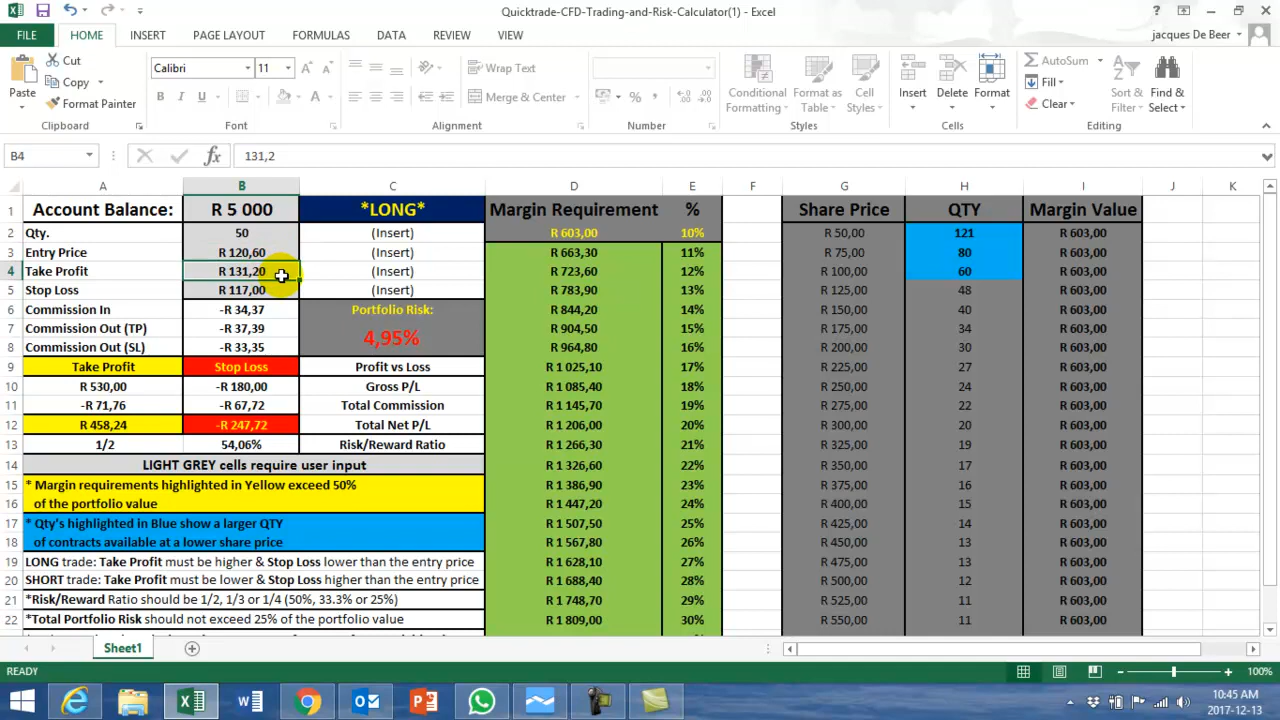 Quicktrade-CFD-Trading-and-Risk-Calculator(1) - Excel
FILE HOME INSERT PAGE LAYOUT FORMULAS DATA REVIEW VIEW jacques De Beer
Cut
Copy
Format Painter
Paste
Clipboard
Calibri 11
B I U
Font
Wrap Text
Merge & Center
Alignment
%
Number
Conditional Formatting
Format as Table
Cell Styles
Styles
Insert Delete Format
Cells
AutoSum
Fill
Clear
Sort & Filter
Find & Select
Editing
B4 fx 131,2
A B C D E F G H I J K
1 Account Balance: R 5 000 *LONG* Margin Requirement % Share Price QTY Margin Value
2 Qty. 50 (Insert) R 603,00 10% R 50,00 121 R 603,00
3 Entry Price R 120,60 (Insert) R 663,30 11% R 75,00 80 R 603,00
4 Take Profit R 131,20 (Insert) R 723,60 12% R 100,00 60 R 603,00
5 Stop Loss R 117,00 (Insert) R 783,90 13% R 125,00 48 R 603,00
6 Commission In -R 34,37 Portfolio Risk: R 844,20 14% R 150,00 40 R 603,00
7 Commission Out (TP) -R 37,39 4,95% R 904,50 15% R 175,00 34 R 603,00
8 Commission Out (SL) -R 33,35 R 964,80 16% R 200,00 30 R 603,00
9 Take Profit Stop Loss Profit vs Loss R 1 025,10 17% R 225,00 27 R 603,00
10 R 530,00 -R 180,00 Gross P/L R 1 085,40 18% R 250,00 24 R 603,00
11 -R 71,76 -R 67,72 Total Commission R 1 145,70 19% R 275,00 22 R 603,00
12 R 458,24 -R 247,72 Total Net P/L R 1 206,00 20% R 300,00 20 R 603,00
13 1/2 54,06% Risk/Reward Ratio R 1 266,30 21% R 325,00 19 R 603,00
14 LIGHT GREY cells require user input R 1 326,60 22% R 350,00 17 R 603,00
15 * Margin requirements highlighted in Yellow exceed 50% R 1 386,90 23% R 375,00 16 R 603,00
16 of the portfolio value R 1 447,20 24% R 400,00 15 R 603,00
17 * Qty's highlighted in Blue show a larger QTY R 1 507,50 25% R 425,00 14 R 603,00
18 of contracts available at a lower share price R 1 567,80 26% R 450,00 13 R 603,00
19 LONG trade: Take Profit must be higher & Stop Loss lower than the entry price R 1 628,10 27% R 475,00 13 R 603,00
20 SHORT trade: Take Profit must be lower & Stop Loss higher than the entry price R 1 688,40 28% R 500,00 12 R 603,00
21 *Risk/Reward Ratio should be 1/2, 1/3 or 1/4 (50%, 33.3% or 25%) R 1 748,70 29% R 525,00 11 R 603,00
22 *Total Portfolio Risk should not exceed 25% of the portfolio value R 1 809,00 30% R 550,00 11 R 603,00
Sheet1
READY 100%
10:45 AM
2017-12-13